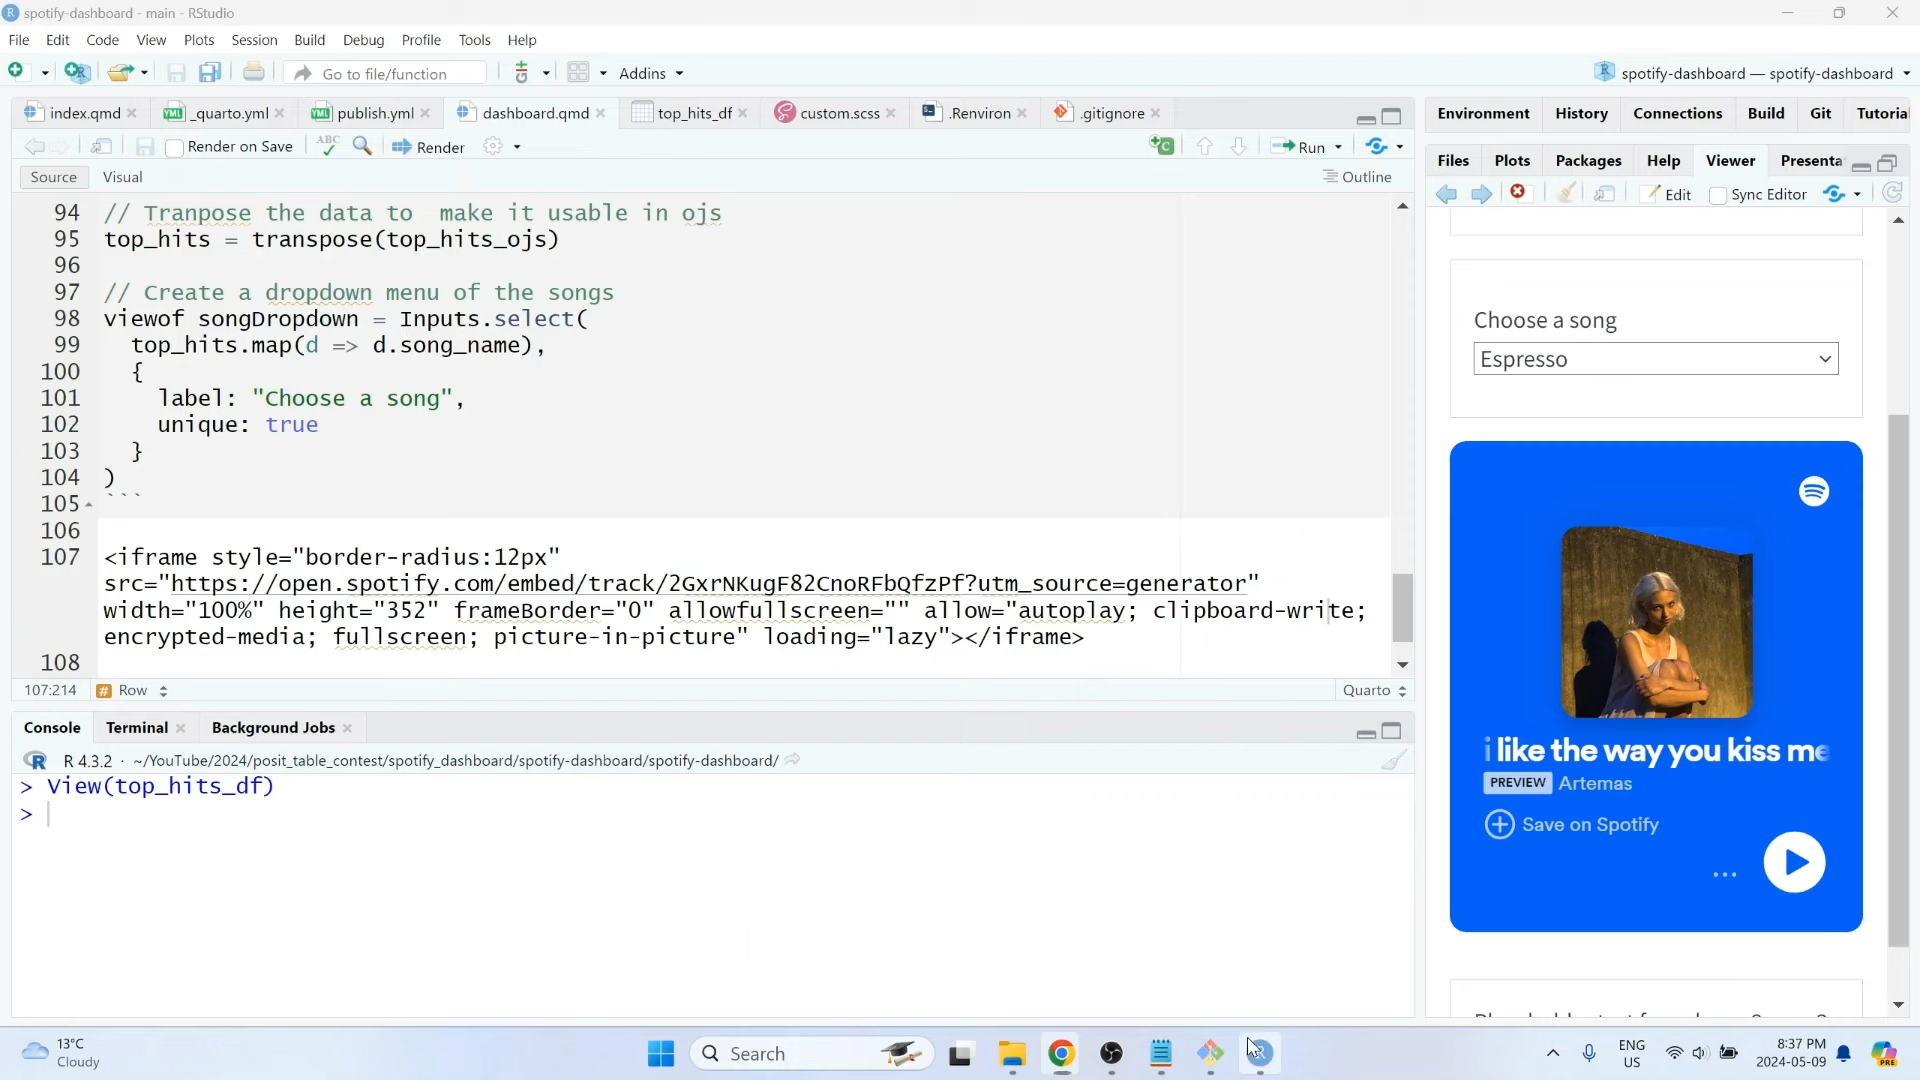 spotify-dashboard - main - RStudio
File Edit Code View Plots Session Build Debug Profile Tools Help
Go to file/function Addins spotify-dashboard — spotify-dashboard
index.qmd _quarto.yml publish.yml dashboard.qmd top_hits_df custom.scss .Renviron .gitignore
Render on Save ABC Render Run
Source Visual Outline
94 // Tranpose the data to  make it usable in ojs
95 top_hits = transpose(top_hits_ojs)
96
97 // Create a dropdown menu of the songs
98 viewof songDropdown = Inputs.select(
99 top_hits.map(d => d.song_name),
100 {
101 label: "Choose a song",
102 unique: true
103 }
104 )
105 ```
106
107 <iframe style="border-radius:12px"
src="https://open.spotify.com/embed/track/2GxrNKugF82CnoRFbQfzPf?utm_source=generator"
width="100%" height="352" frameBorder="0" allowfullscreen="" allow="autoplay; clipboard-write;
encrypted-media; fullscreen; picture-in-picture" loading="lazy"></iframe>
108
107:214 # Row Quarto
Console Terminal Background Jobs
R 4.3.2 · ~/YouTube/2024/posit_table_contest/spotify_dashboard/spotify-dashboard/spotify-dashboard/
> View(top_hits_df)
>
Environment History Connections Build Git Tutorial
Files Plots Packages Help Viewer Presenta
Edit Sync Editor
Choose a song
Espresso
i like the way you kiss me
PREVIEW Artemas
Save on Spotify
13°C
Cloudy
Search
ENG
US
8:37 PM
2024-05-09
PRE